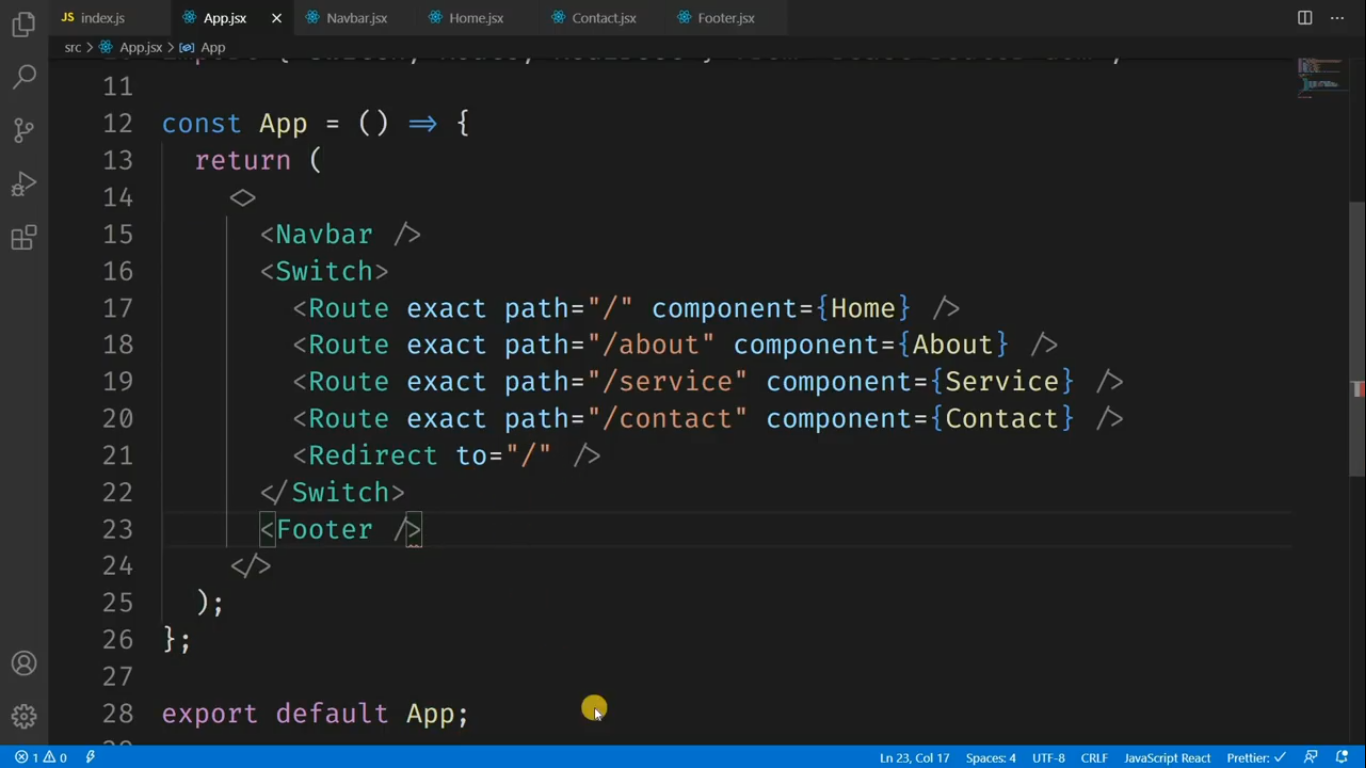 JS index.js App.jsx Navbar.jsx Home.jsx Contact.jsx Footer.jsx
src > App.jsx > App
11
12 const App = () => {
13 return (
14 <>
15 <Navbar />
16 <Switch>
17 <Route exact path="/" component={Home} />
18 <Route exact path="/about" component={About} />
19 <Route exact path="/service" component={Service} />
20 <Route exact path="/contact" component={Contact} />
21 <Redirect to="/" />
22 </Switch>
23 <Footer />
24 </>
25 );
26 };
27
28 export default App;
1 0 Ln 23, Col 17 Spaces: 4 UTF-8 CRLF JavaScript React Prettier: ✓